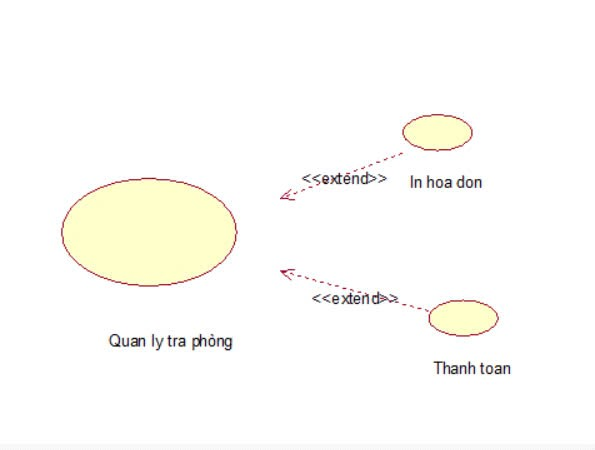 <<extend>>
In hoa don
<<extend>>
Quan ly tra phòng
Thanh toan